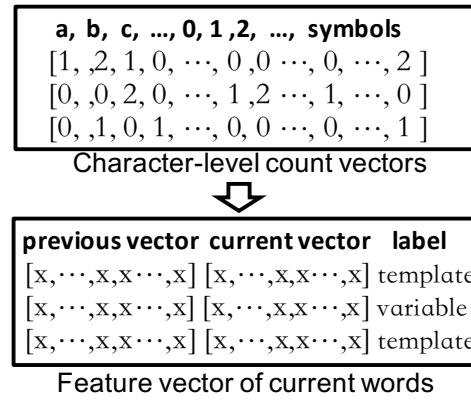 a, b, c, …, 0, 1 ,2, …, symbols
[1, ,2, 1, 0, ⋯, 0 ,0 ⋯, 0, ⋯, 2 ]
[0, ,0, 2, 0, ⋯, 1 ,2 ⋯, 1, ⋯, 0 ]
[0, ,1, 0, 1, ⋯, 0, 0 ⋯, 0, ⋯, 1 ]
Character-level count vectors
previous vector current vector label
[x,⋯,x,x⋯,x] [x,⋯,x,x⋯,x] template
[x,⋯,x,x⋯,x] [x,⋯,x,x⋯,x] variable
[x,⋯,x,x⋯,x] [x,⋯,x,x⋯,x] template
Feature vector of current words